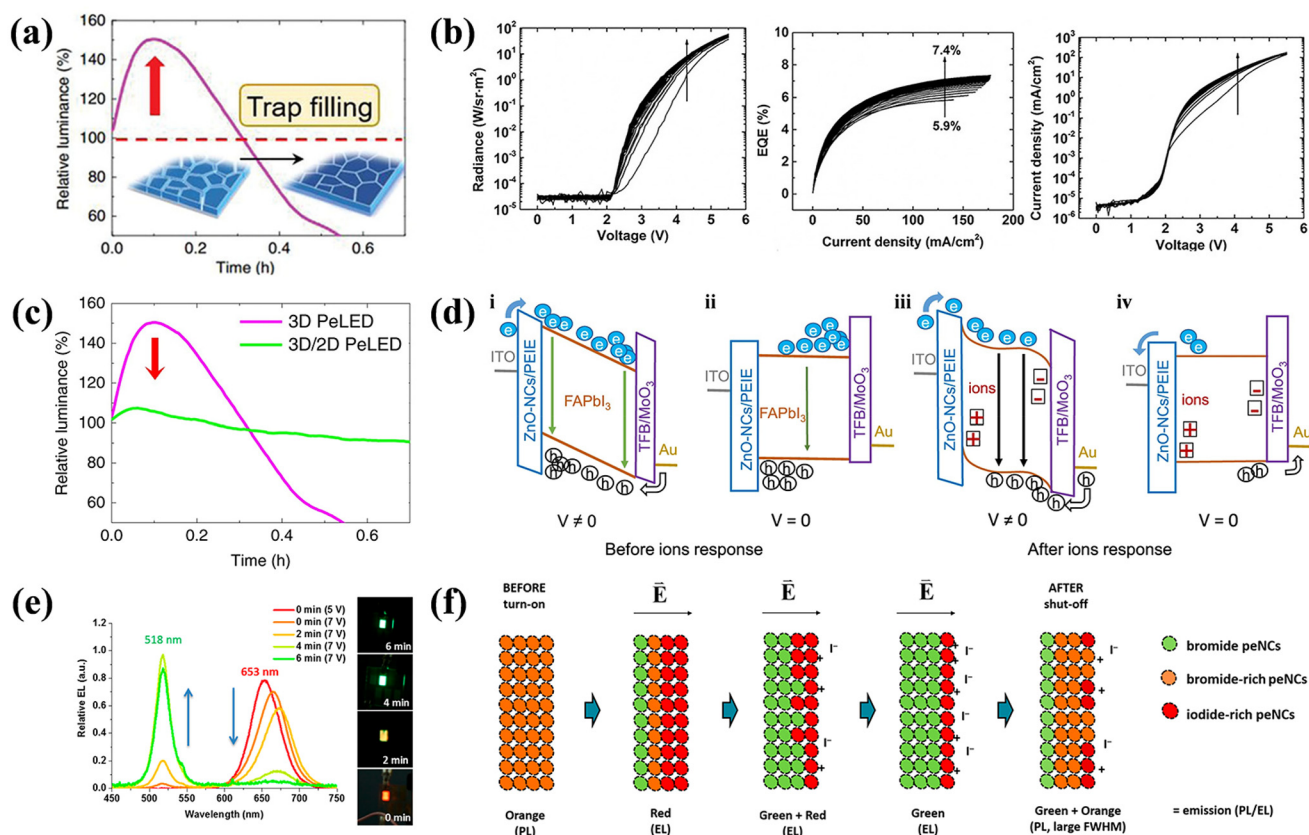 (a)
Relative luminance (%)
160
150
140
120
100
80
60
Trap filling
0.0 0.2 0.4 0.6
Time (h)
(b)
Radiance (W/sr·m²)
10²
10¹
10⁰
10⁻¹
10⁻²
10⁻³
10⁻⁴
10⁻⁵
0 1 2 3 4 5 6
Voltage (V)
EQE (%)
10
8
6
4
2
0
7.4%
5.9%
0 50 100 150 200
Current density (mA/cm²)
Current density (mA/cm²)
10³
10²
10¹
10⁰
10⁻¹
10⁻²
10⁻³
10⁻⁴
10⁻⁵
10⁻⁶
0 1 2 3 4 5 6
Voltage (V)
(c)
Relative luminance (%)
160
140
120
100
80
60
3D PeLED
3D/2D PeLED
0.0 0.2 0.4 0.6
Time (h)
(d)
i ii iii iv
ITO
ZnO-NCs/PEIE
FAPbI₃
TFB/MoO₃
Au
e e e e e e e e
h h h h h h h
V ≠ 0
ITO
ZnO-NCs/PEIE
FAPbI₃
TFB/MoO₃
Au
V = 0
Before ions response
ITO
ZnO-NCs/PEIE
ions
+ +
- -
TFB/MoO₃
Au
V ≠ 0
ITO
ZnO-NCs/PEIE
ions
+ +
- -
TFB/MoO₃
Au
V = 0
After ions response
(e)
Relative EL (a.u.)
1.2
1.0
0.8
0.6
0.4
0.2
0.0
518 nm
653 nm
0 min (5 V)
0 min (7 V)
2 min (7 V)
4 min (7 V)
6 min (7 V)
450 500 550 600 650 700 750
Wavelength (nm)
6 min
4 min
2 min
0 min
(f)
BEFORE
turn-on
E
E
E
AFTER
shut-off
I⁻
+
bromide peNCs
bromide-rich peNCs
iodide-rich peNCs
Orange
(PL)
Red
(EL)
Green + Red
(EL)
Green
(EL)
Green + Orange
(PL, large FWHM)
= emission (PL/EL)